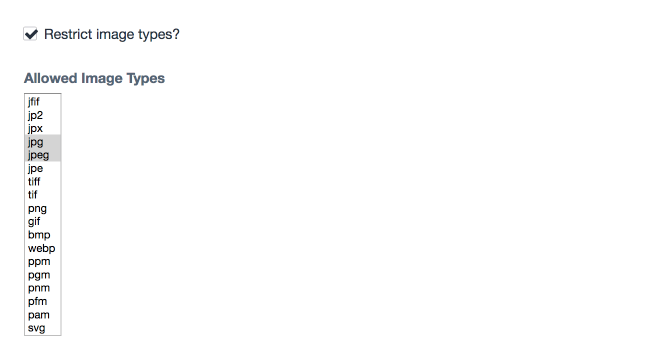 Restrict image types?
Allowed Image Types
jfif
jp2
jpx
jpg
jpeg
jpe
tiff
tif
png
gif
bmp
webp
ppm
pgm
pnm
pfm
pam
svg